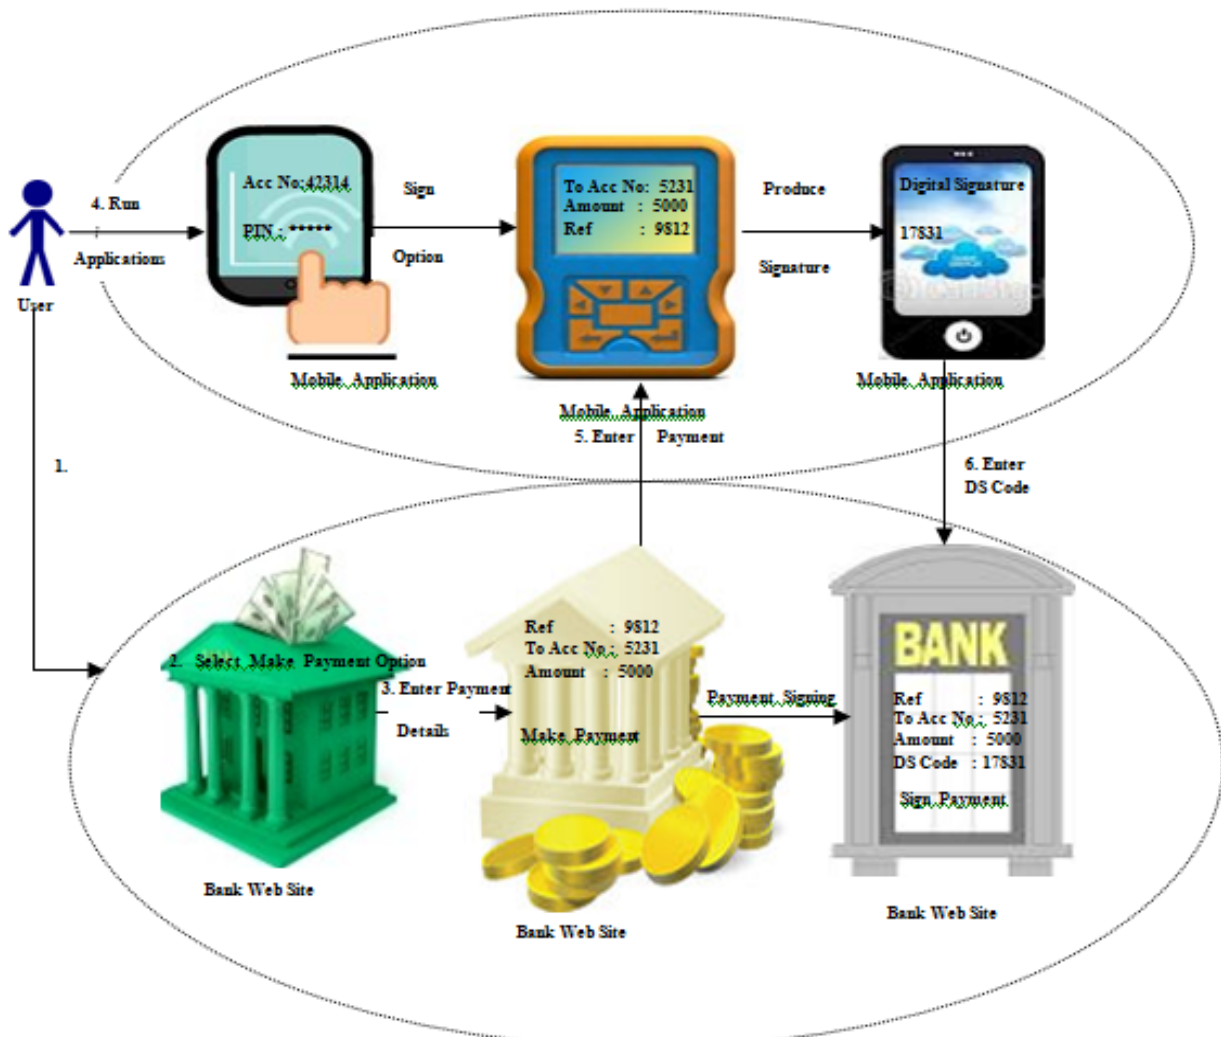 Acc No:42314
PIN : *****
4. Run
Applications
User
Sign
Option
To Acc No: 5231
Amount : 5000
Ref : 9812
Produce
Signature
Digital Signature
17831
Mobile Application
Mobile Application
Mobile Application
5. Enter Payment
1.
6. Enter
DS Code
2. Select Make Payment Option
3. Enter Payment
Details
Ref : 9812
To Acc No : 5231
Amount : 5000
Make Payment
Payment Signing
BANK
Ref : 9812
To Acc No : 5231
Amount : 5000
DS Code : 17831
Sign Payment
Bank Web Site
Bank Web Site
Bank Web Site